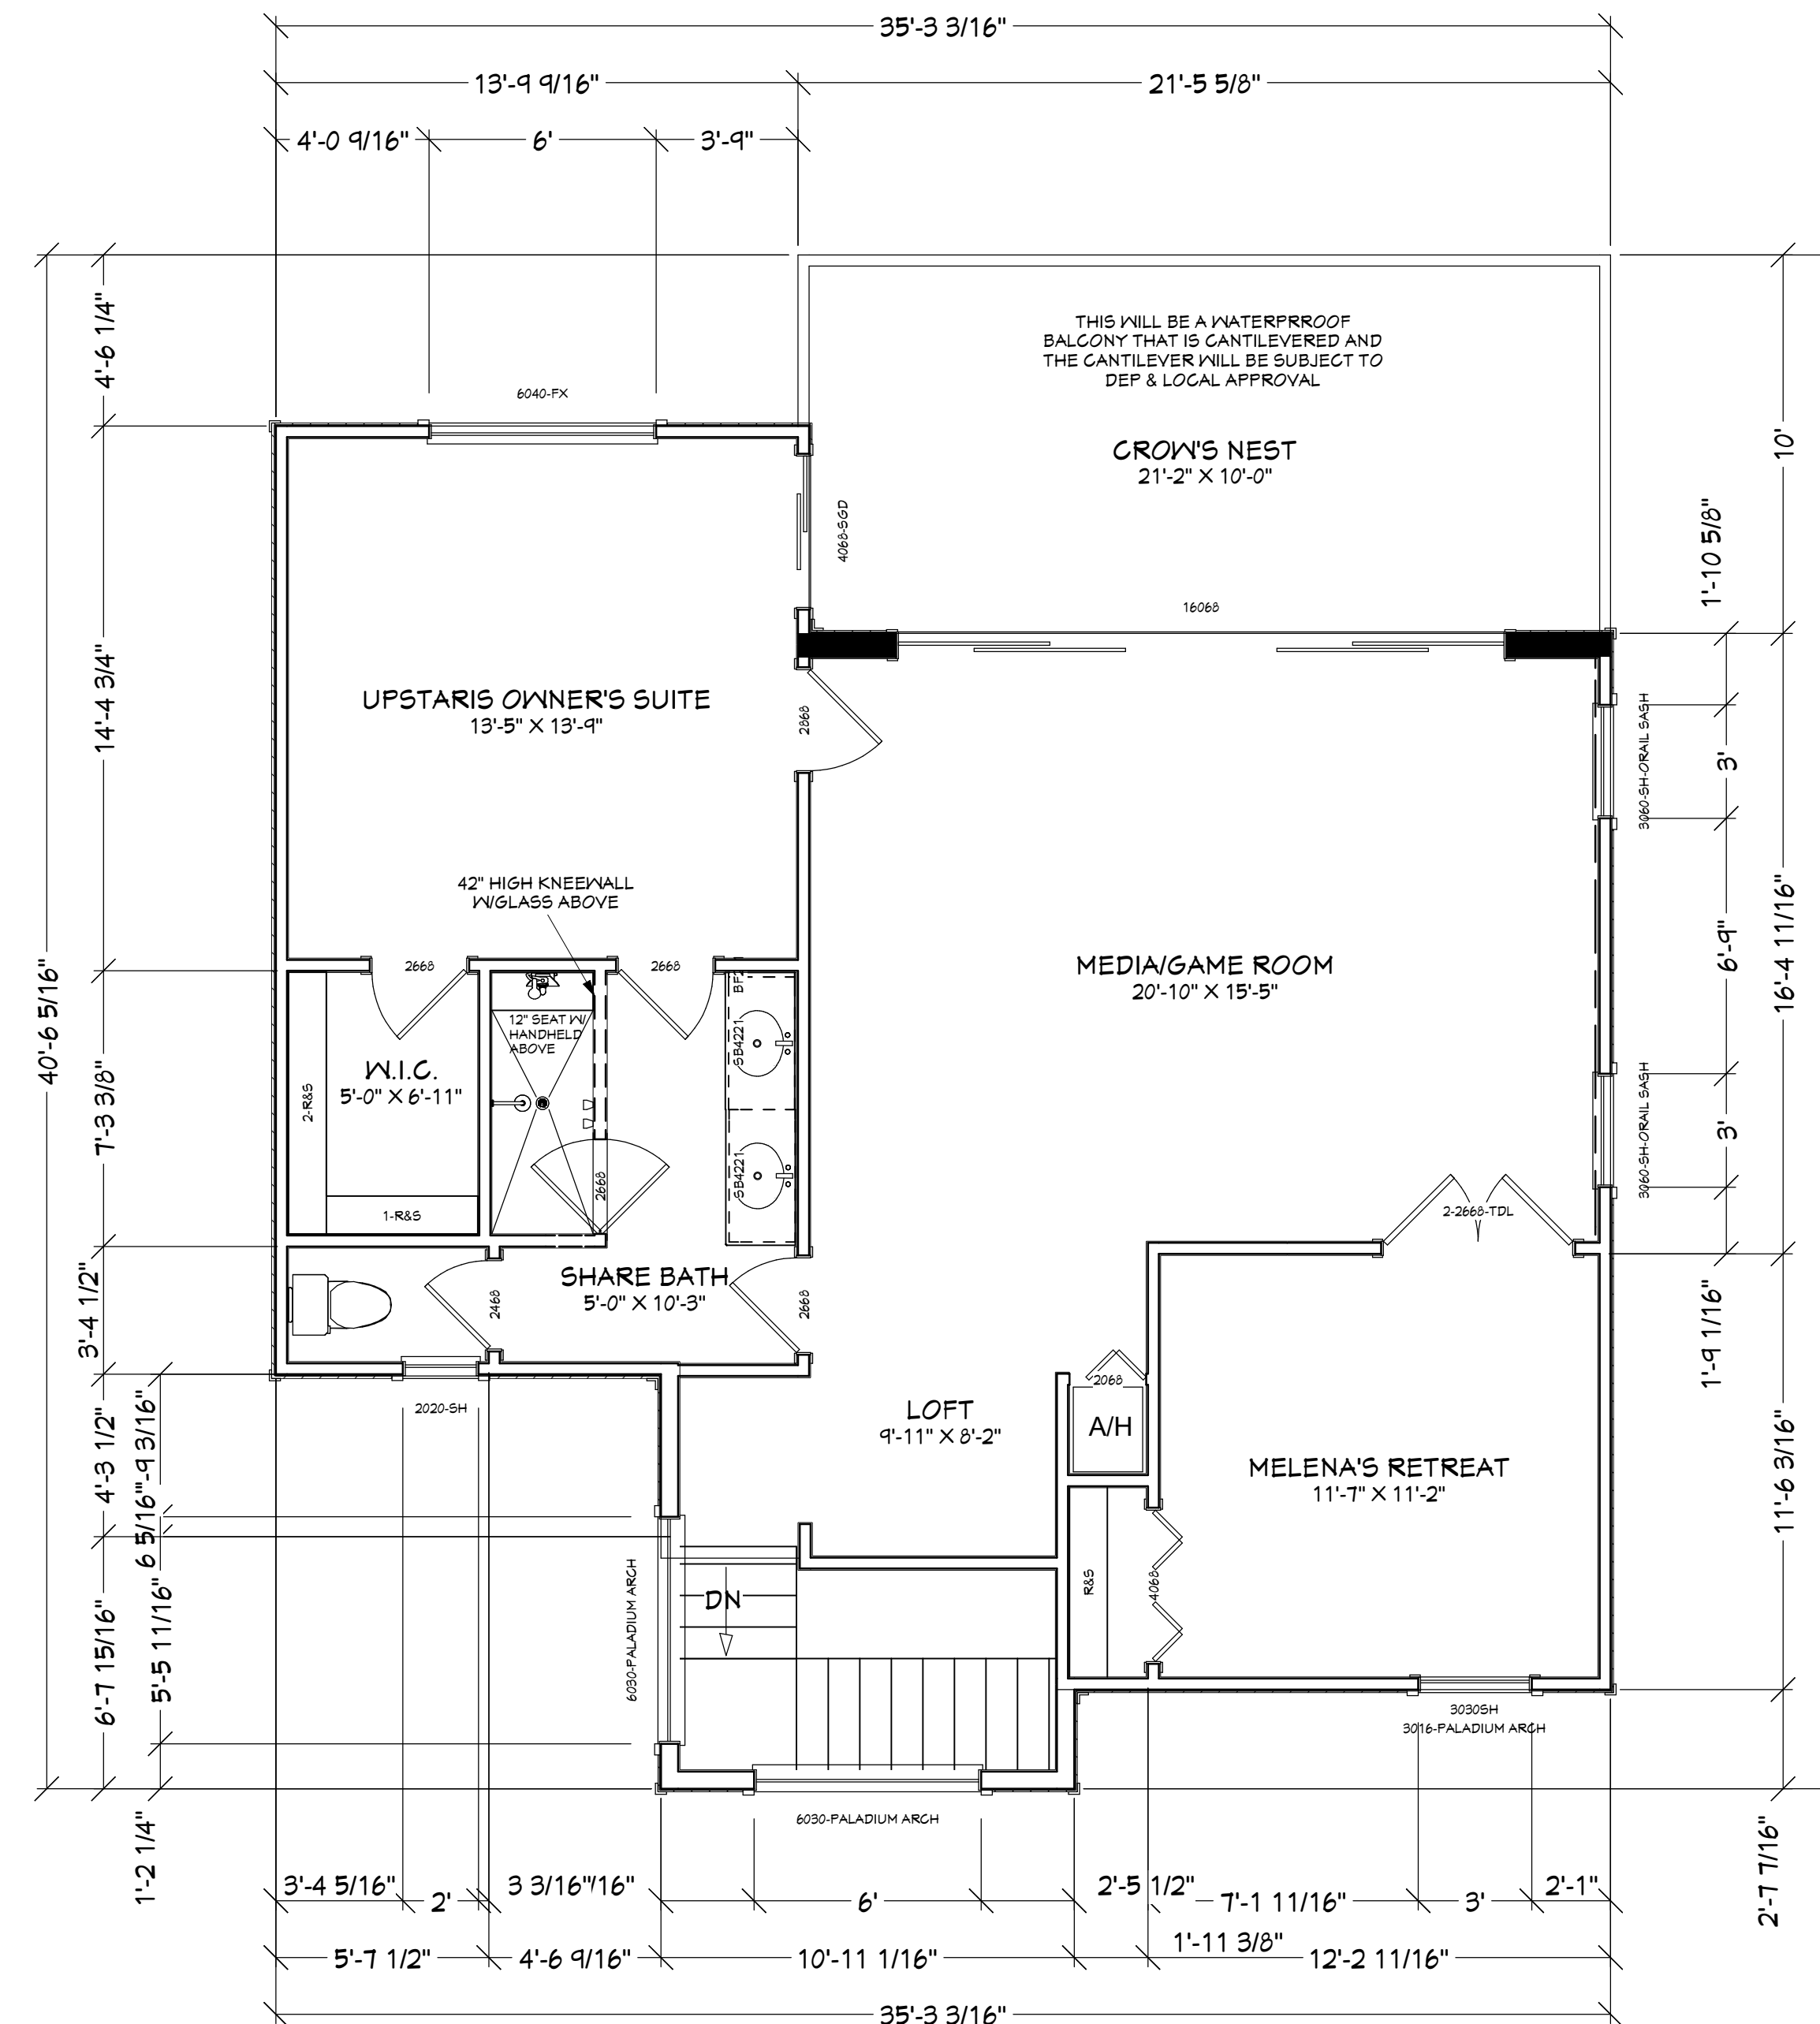 35'-3 3/16"
13'-9 9/16"
21'-5 5/8"
4'-0 9/16"
6'
3'-9"
4'-6 1/4"
6040-FX
THIS WILL BE A WATERPRROOF
BALCONY THAT IS CANTILEVERED AND
THE CANTILEVER WILL BE SUBJECT TO
DEP & LOCAL APPROVAL
CROW'S NEST
21'-2" X 10'-0"
10'
4068-SGD
1'-10 5/8"
16068
UPSTARIS OWNER'S SUITE
13'-5" X 13'-9"
14'-4 3/4"
2868
3060-SH-ORAIL SASH
3'
42" HIGH KNEEWALL
W/GLASS ABOVE
MEDIA/GAME ROOM
20'-10" X 15'-5"
6'-9"
16'-4 11/16"
40'-6 5/16"
2668
2668
BF2
12" SEAT W/
HANDHELD
ABOVE
SB4221
W.I.C.
5'-0" X 6'-11"
2-R&S
7'-3 3/8"
SB4221
2668
3060-SH-ORAIL SASH
3'
1-R&S
2-2668-TDL
3'-4 1/2"
SHARE BATH
5'-0" X 10'-3"
2468
2668
1'-9 1/16"
2068
A/H
2020-SH
LOFT
9'-11" X 8'-2"
4'-3 1/2"
6 5/16"
"-9 3/16"
MELENA'S RETREAT
11'-7" X 11'-2"
11'-6 3/16"
R&S
4068
DN
6030-PALADIUM ARCH
6'-7 15/16"
5'-5 11/16"
3030SH
3016-PALADIUM ARCH
6030-PALADIUM ARCH
1'-2 1/4"
2'-7 7/16"
3'-4 5/16"
2'
3 3/16"
/16"
6'
2'-5 1/2"
7'-1 11/16"
3'
2'-1"
5'-7 1/2"
4'-6 9/16"
10'-11 1/16"
1'-11 3/8"
12'-2 11/16"
35'-3 3/16"